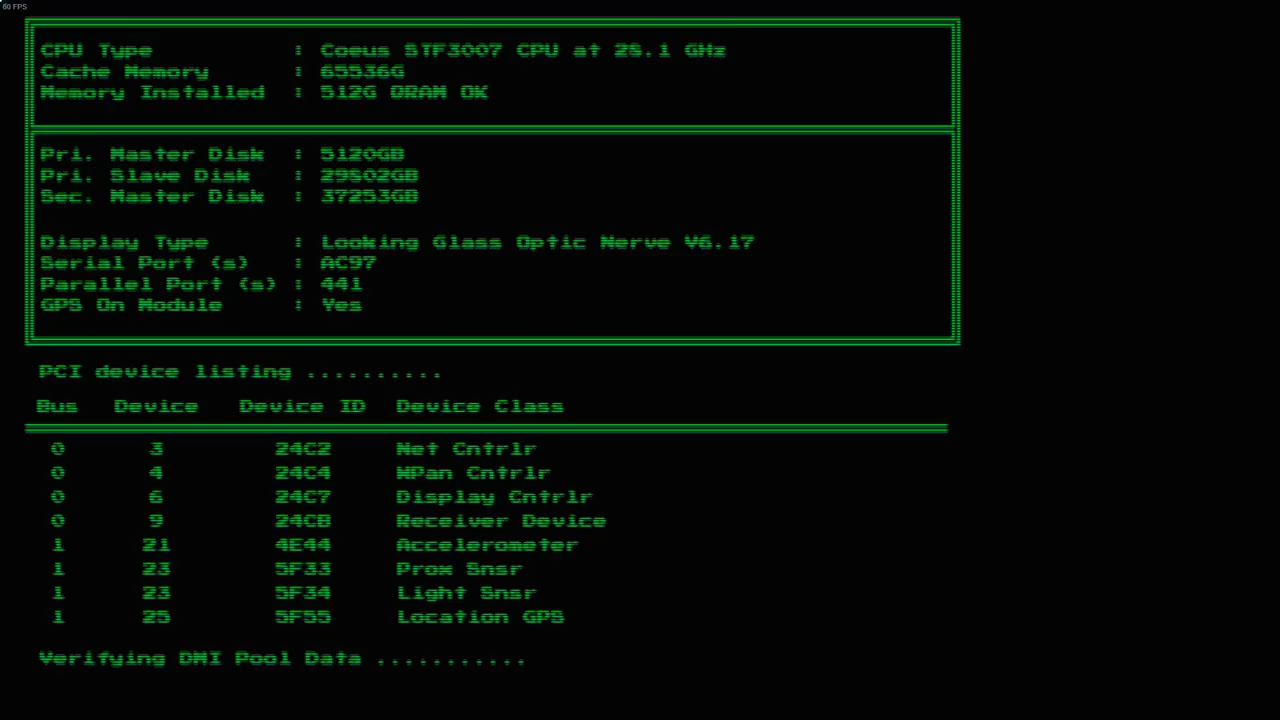 60 FPS
CPU Type : Coeus STF3007 CPU at 25.1 GHz
Cache Memory : 65536G
Memory Installed : 512G DRAM OK
Pri. Master Disk : 5120GB
Pri. Slave Disk : 29802GB
Sec. Master Disk : 37253GB
Display Type : Looking Glass Optic Nerve V6.17
Serial Port (s) : AC97
Parallel Port (s) : 441
GPS On Module : Yes
PCI device listing ..........
Bus Device Device ID Device Class
0 3 24C2 Net Cntrlr
0 4 24C4 WPan Cntrlr
0 6 24C7 Display Cntrlr
0 9 24CB Receiver Device
1 21 4E44 Accelerometer
1 23 5F33 Prox Snsr
1 23 5F34 Light Snsr
1 25 5F55 Location GPS
Verifying DMI Pool Data ...........